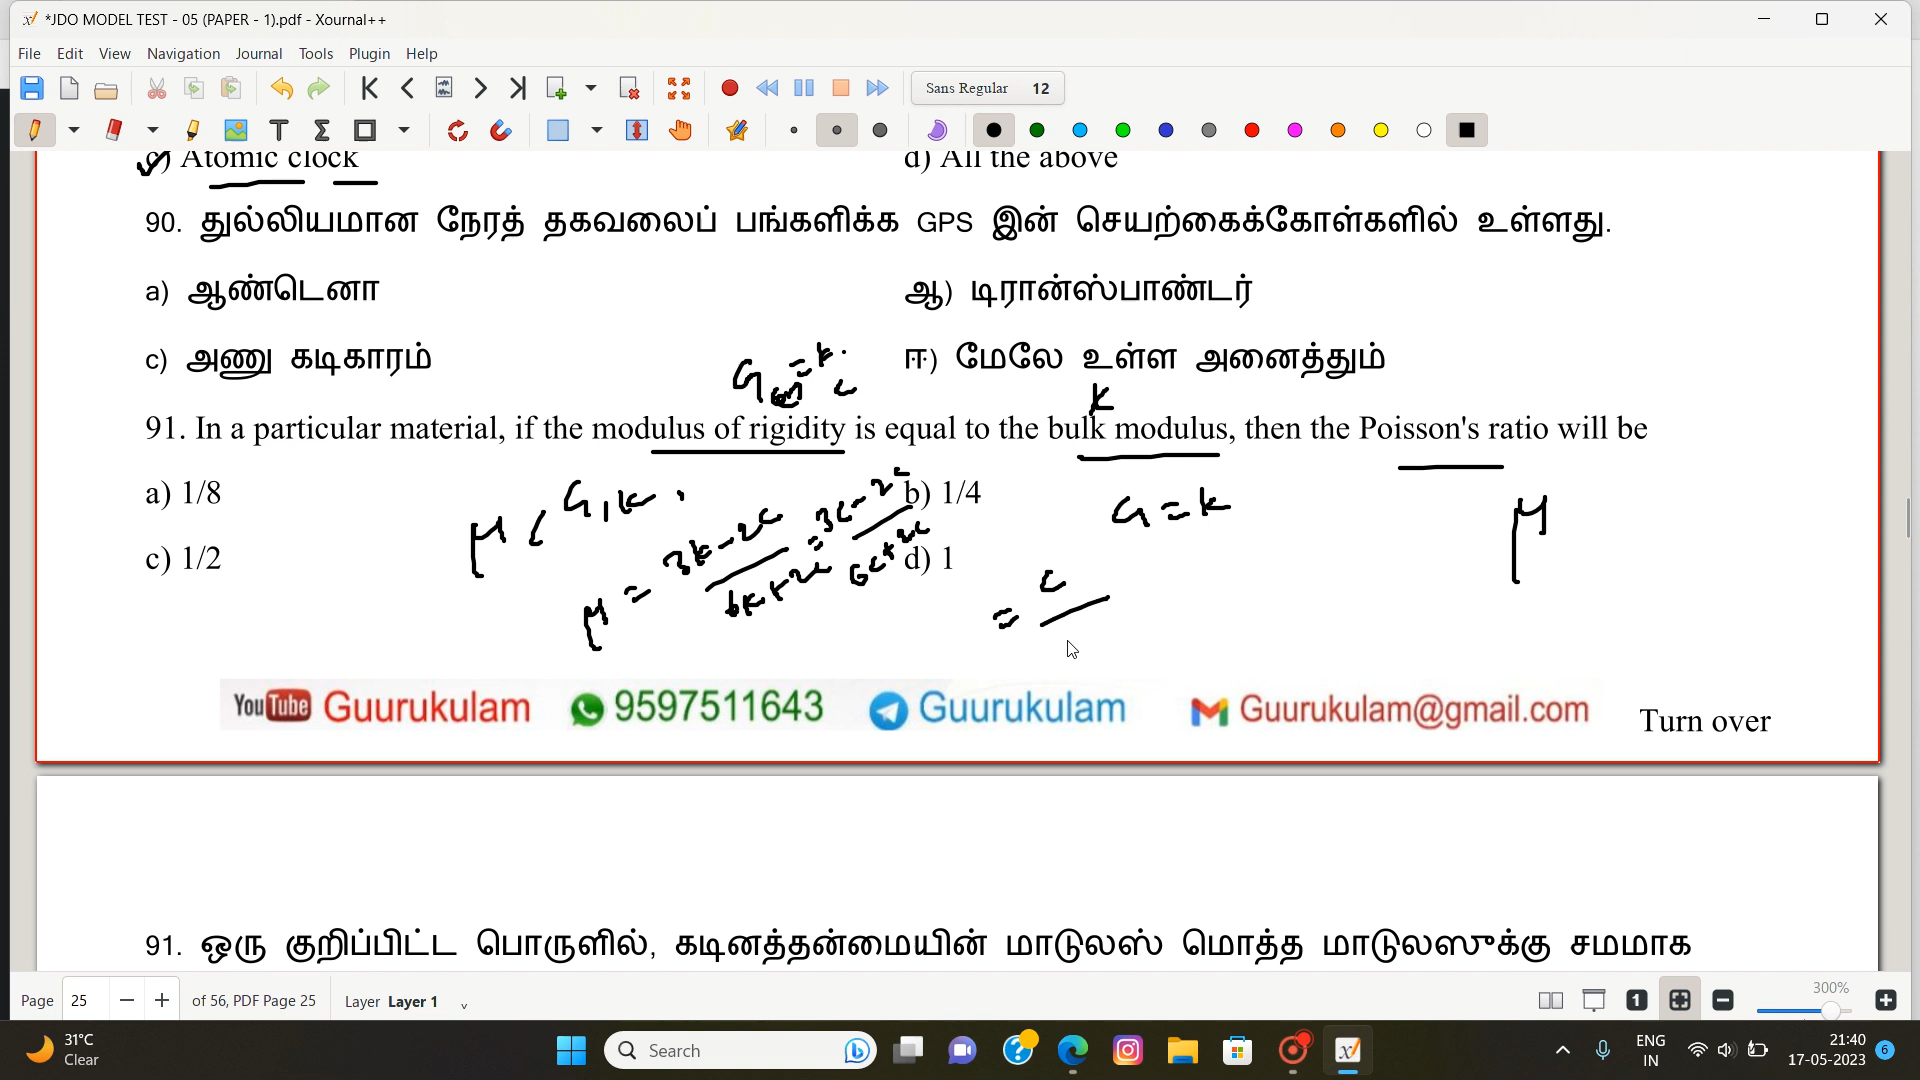 *JDO MODEL TEST - 05 (PAPER - 1).pdf - Xournal++
File Edit View Navigation Journal Tools Plugin Help
Sans Regular 12
c) Atomic clock d) All the above
90. துல்லியமான நேரத் தகவலைப் பங்களிக்க GPS இன் செயற்கைக்கோள்களில் உள்ளது.
a) ஆண்டெனா ஆ) டிரான்ஸ்பாண்டர்
c) அணு கடிகாரம் ஈ) மேலே உள்ள அனைத்தும்
K
91. In a particular material, if the modulus of rigidity is equal to the bulk modulus, then the Poisson's ratio will be
a) 1/8 b) 1/4
G = K
μ
c) 1/2 d) 1
μ = 3K-2G
YouTube Guurukulam 9597511643 Guurukulam Guurukulam@gmail.com
Turn over
91. ஒரு குறிப்பிட்ட பொருளில், கடினத்தன்மையின் மாடுலஸ் மொத்த மாடுலஸுக்கு சமமாக
Page 25 of 56, PDF Page 25 Layer Layer 1 300%
31°C
Clear
Search
ENG
IN
21:40
17-05-2023
6